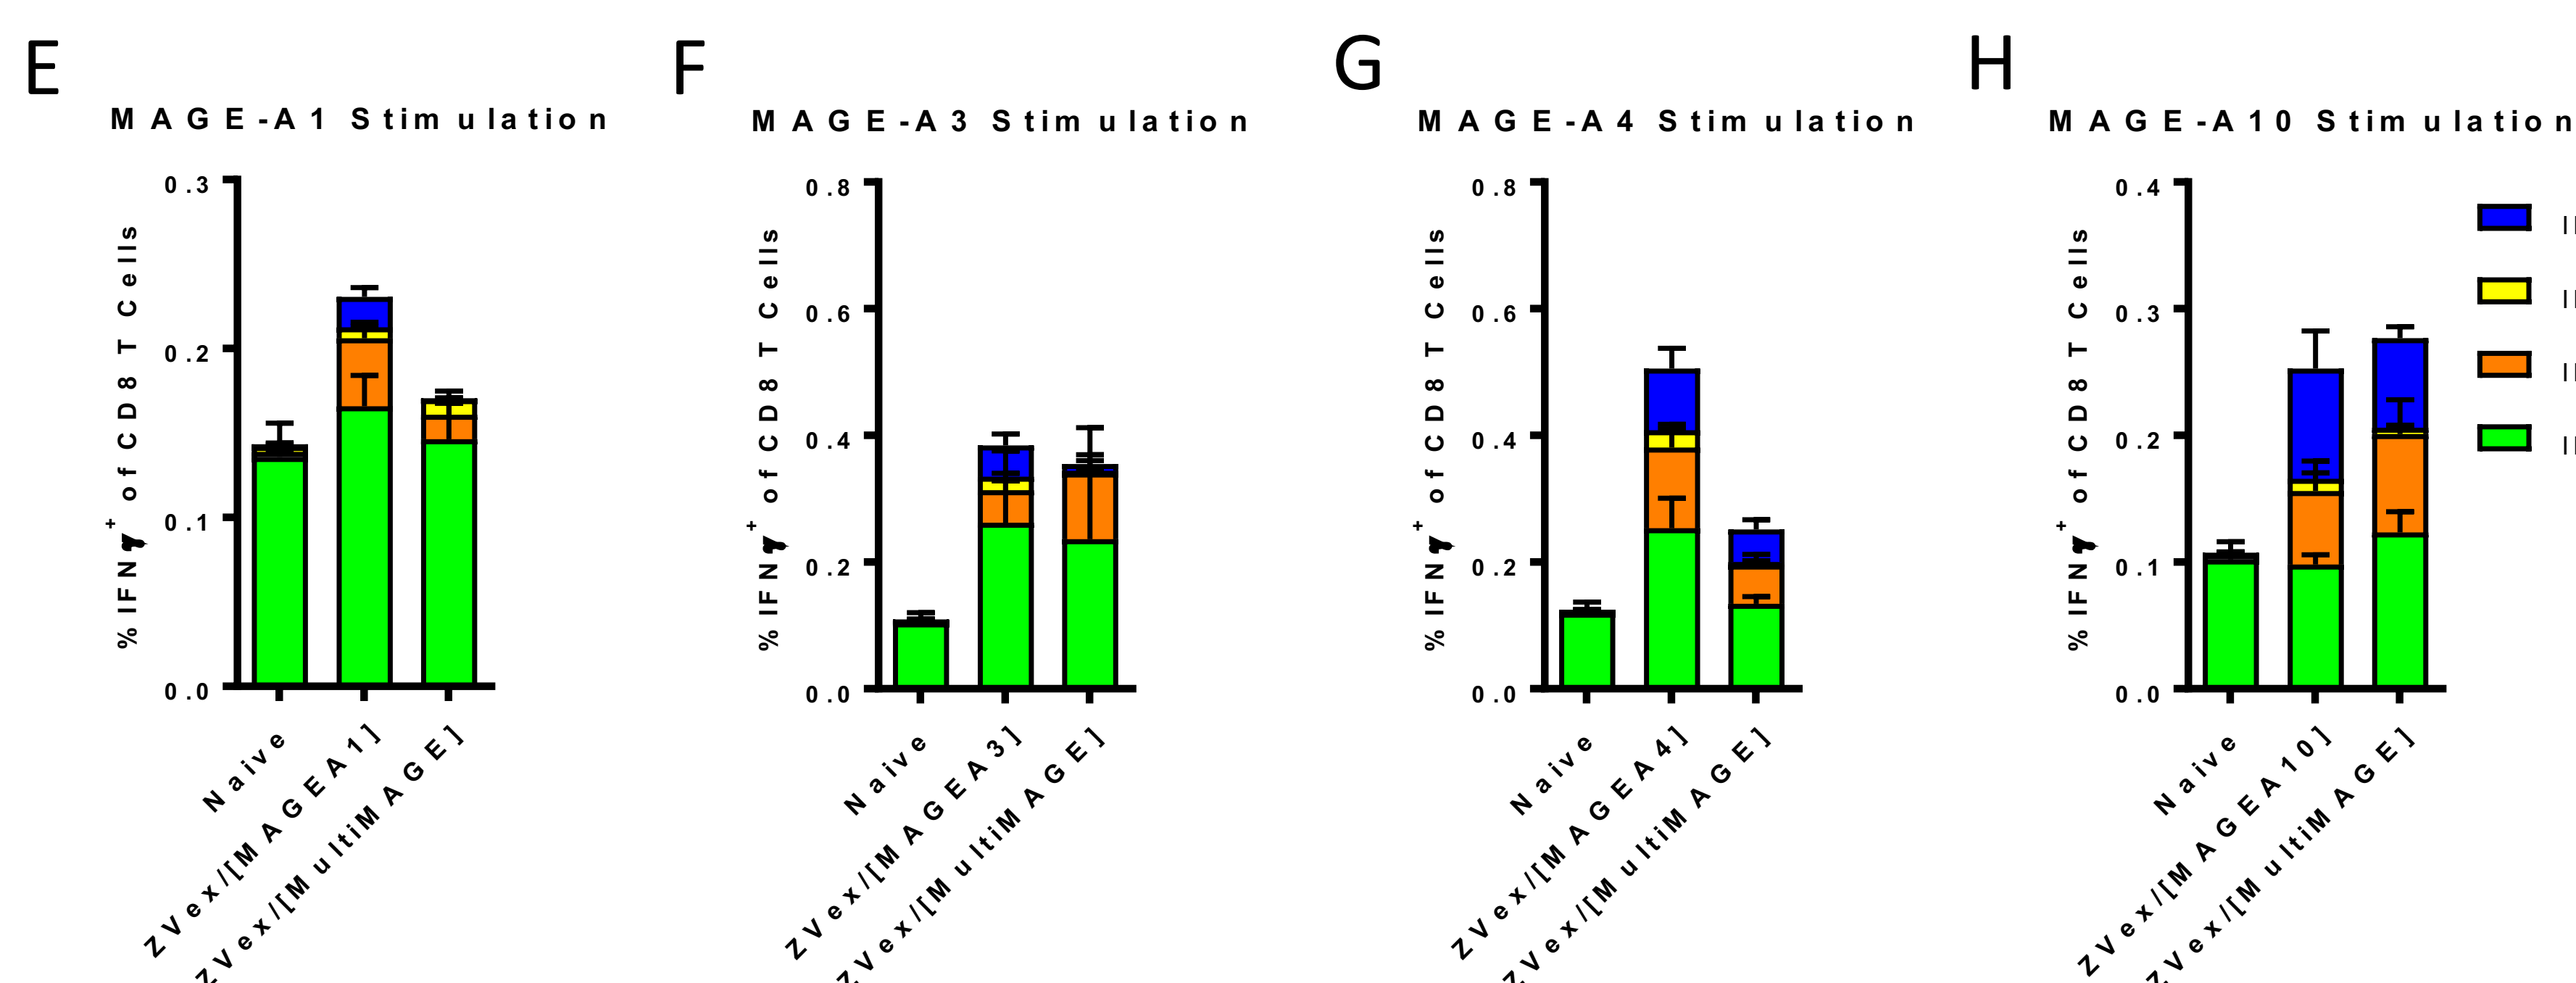 E
MAGE-A1 Stimulation
% IFNγ+ of CD8 T Cells
0.3
0.2
0.1
0.0
Naive
ZVex/[MAGEA1]
ZVex/[MultiMAGE]
F
MAGE-A3 Stimulation
% IFNγ+ of CD8 T Cells
0.8
0.6
0.4
0.2
0.0
Naive
ZVex/[MAGEA3]
ZVex/[MultiMAGE]
G
MAGE-A4 Stimulation
% IFNγ+ of CD8 T Cells
0.8
0.6
0.4
0.2
0.0
Naive
ZVex/[MAGEA4]
ZVex/[MultiMAGE]
H
MAGE-A10 Stimulation
% IFNγ+ of CD8 T Cells
0.4
0.3
0.2
0.1
0.0
Naive
ZVex/[MAGEA10]
ZVex/[MultiMAGE]